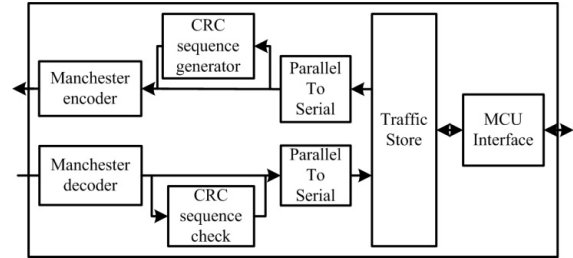 CRC
sequence
generator
Manchester
encoder
Parallel
To
Serial
Traffic
Store
MCU
Interface
Manchester
decoder
CRC
sequence
check
Parallel
To
Serial